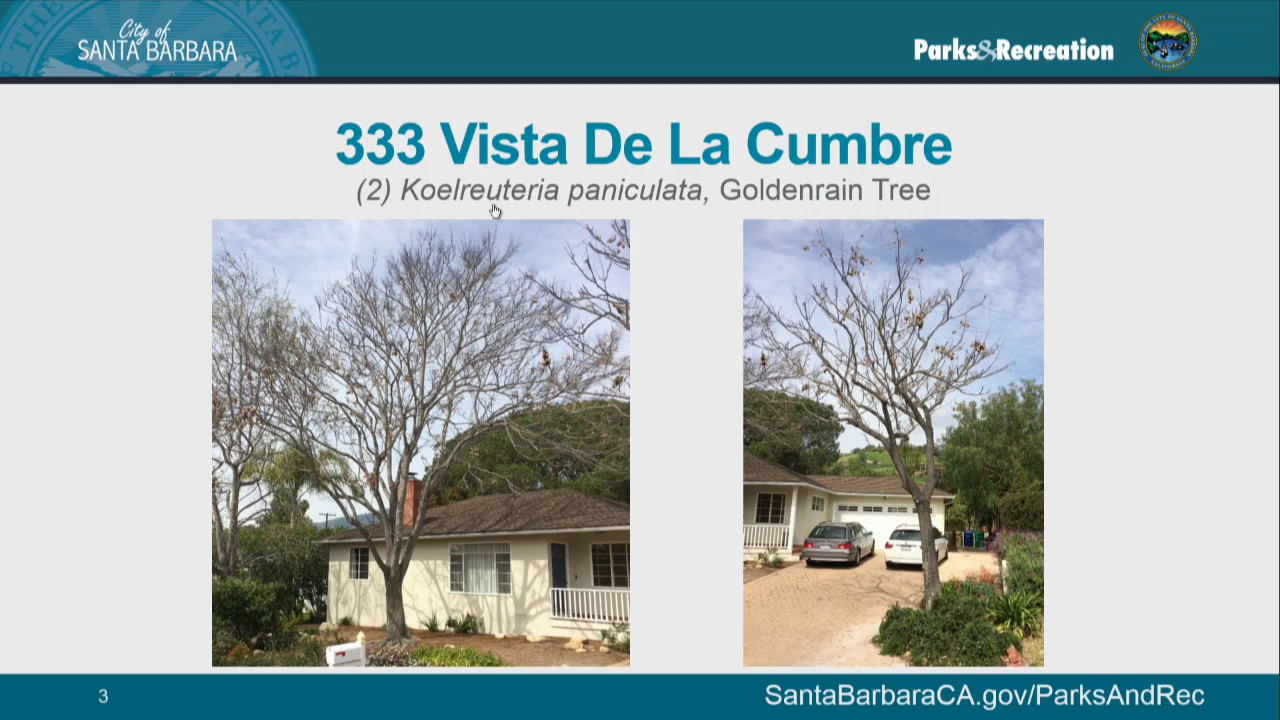 City of
SANTA BARBARA
Parks&Recreation
333 Vista De La Cumbre
(2) Koelreuteria paniculata, Goldenrain Tree
3
SantaBarbaraCA.gov/ParksAndRec